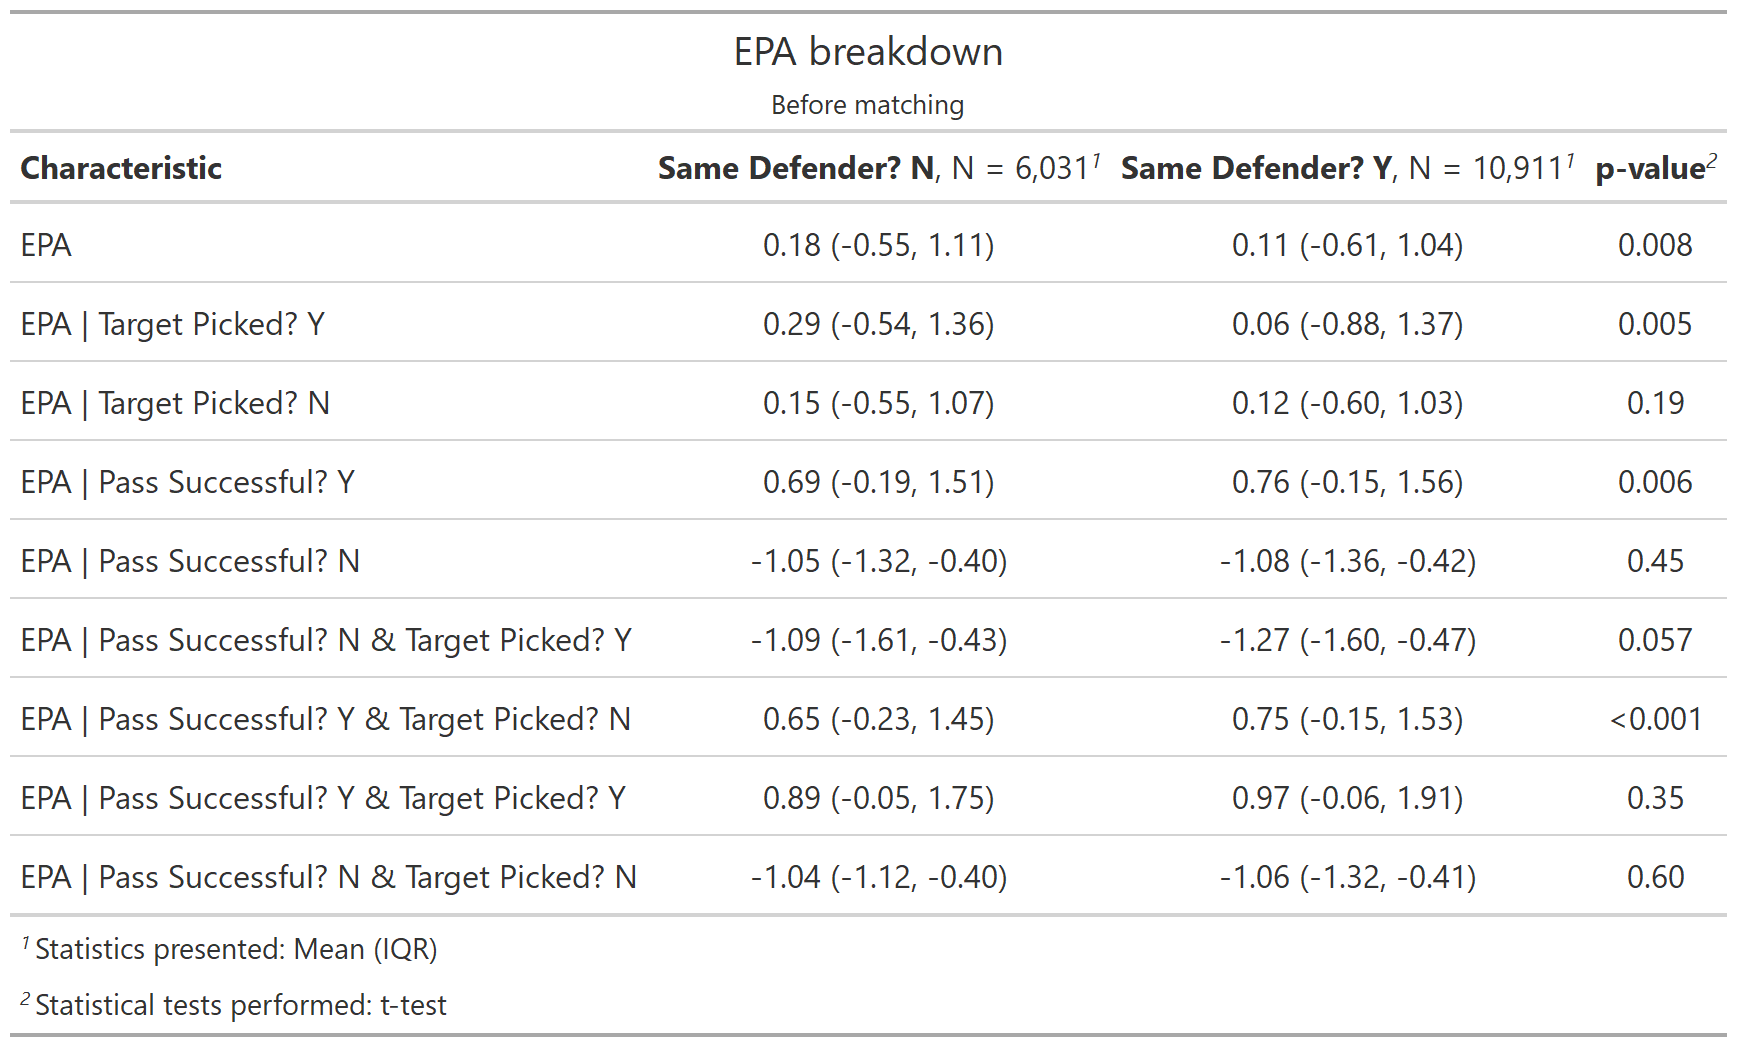 EPA breakdown
Before matching
Characteristic Same Defender? N, N = 6,031¹ Same Defender? Y, N = 10,911¹ p-value²
EPA 0.18 (-0.55, 1.11) 0.11 (-0.61, 1.04) 0.008
EPA | Target Picked? Y 0.29 (-0.54, 1.36) 0.06 (-0.88, 1.37) 0.005
EPA | Target Picked? N 0.15 (-0.55, 1.07) 0.12 (-0.60, 1.03) 0.19
EPA | Pass Successful? Y 0.69 (-0.19, 1.51) 0.76 (-0.15, 1.56) 0.006
EPA | Pass Successful? N -1.05 (-1.32, -0.40) -1.08 (-1.36, -0.42) 0.45
EPA | Pass Successful? N & Target Picked? Y -1.09 (-1.61, -0.43) -1.27 (-1.60, -0.47) 0.057
EPA | Pass Successful? Y & Target Picked? N 0.65 (-0.23, 1.45) 0.75 (-0.15, 1.53) <0.001
EPA | Pass Successful? Y & Target Picked? Y 0.89 (-0.05, 1.75) 0.97 (-0.06, 1.91) 0.35
EPA | Pass Successful? N & Target Picked? N -1.04 (-1.12, -0.40) -1.06 (-1.32, -0.41) 0.60
¹ Statistics presented: Mean (IQR)
² Statistical tests performed: t-test